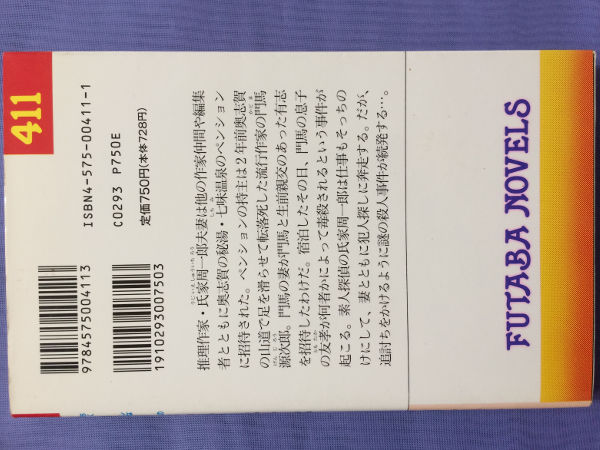 411
ISBN4-575-00411-1
C0293 P750E
定価750円(本体728円)
9784575004113
1910293007503
推理作家・氏家周一郎夫妻は他の作家仲間や編集
者とともに奥志賀の秘湯・七味温泉のペンション
に招待された。ペンションの持主は2年前奥志賀
の山道で足を滑らせて転落死した流行作家の門馬
源次郎。門馬の妻が門馬と生前親交のあった有志
を招待したわけだ。宿泊したその日、門馬の息子
の友孝が何者かによって毒殺されるという事件が
起こる。素人探偵の氏家周一郎は仕事もそっちの
けにして、妻とともに犯人探しに奔走する。だが、
追討ちをかけるように謎の殺人事件が続発する…。
FUTABA NOVELS